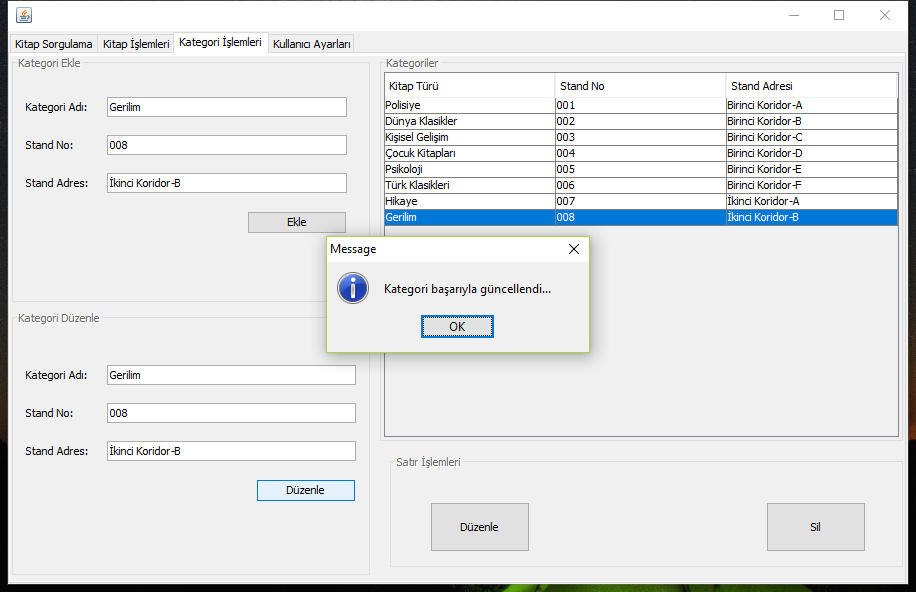 Kitap Sorgulama Kitap İşlemleri Kategori İşlemleri Kullanıcı Ayarları
Kategori Ekle
Kategori Adı: Gerilim
Stand No: 008
Stand Adres: İkinci Koridor-B
Ekle
Kategori Düzenle
Kategori Adı: Gerilim
Stand No: 008
Stand Adres: İkinci Koridor-B
Düzenle
Kategoriler
Kitap Türü Stand No Stand Adresi
Polisiye 001 Birinci Koridor-A
Dünya Klasikler 002 Birinci Koridor-B
Kişisel Gelişim 003 Birinci Koridor-C
Çocuk Kitapları 004 Birinci Koridor-D
Psikoloji 005 Birinci Koridor-E
Türk Klasikleri 006 Birinci Koridor-F
Hikaye 007 İkinci Koridor-A
Gerilim 008 İkinci Koridor-B
Message
Kategori başarıyla güncellendi...
OK
Satır İşlemleri
Düzenle Sil